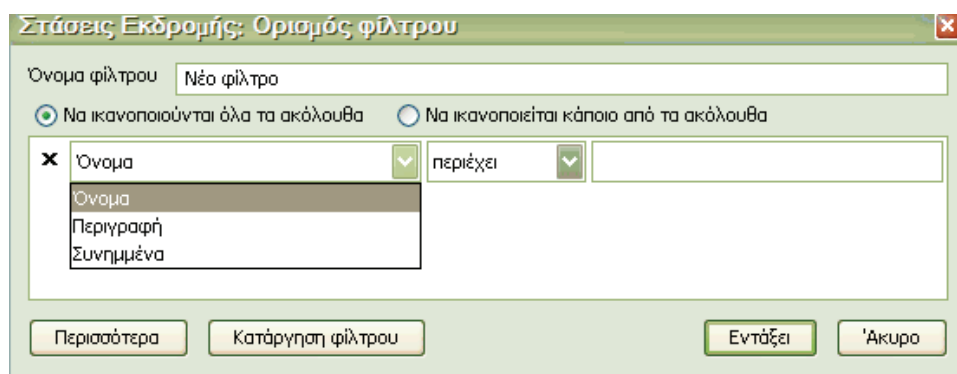 Στάσεις Εκδρομής: Ορισμός φίλτρου
Όνομα φίλτρου Νέο φίλτρο
Να ικανοποιούνται όλα τα ακόλουθα Να ικανοποιείται κάποιο από τα ακόλουθα
Όνομα περιέχει
Όνομα
Περιγραφή
Συνημμένα
Περισσότερα Κατάργηση φίλτρου Εντάξει Άκυρο